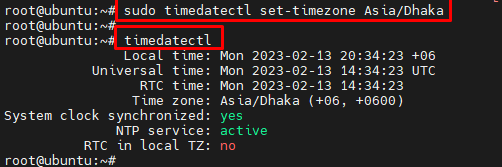 root@ubuntu:~# sudo timedatectl set-timezone Asia/Dhaka
root@ubuntu:~#
root@ubuntu:~# timedatectl
Local time: Mon 2023-02-13 20:34:23 +06
Universal time: Mon 2023-02-13 14:34:23 UTC
RTC time: Mon 2023-02-13 14:34:23
Time zone: Asia/Dhaka (+06, +0600)
System clock synchronized: yes
NTP service: active
RTC in local TZ: no
root@ubuntu:~#